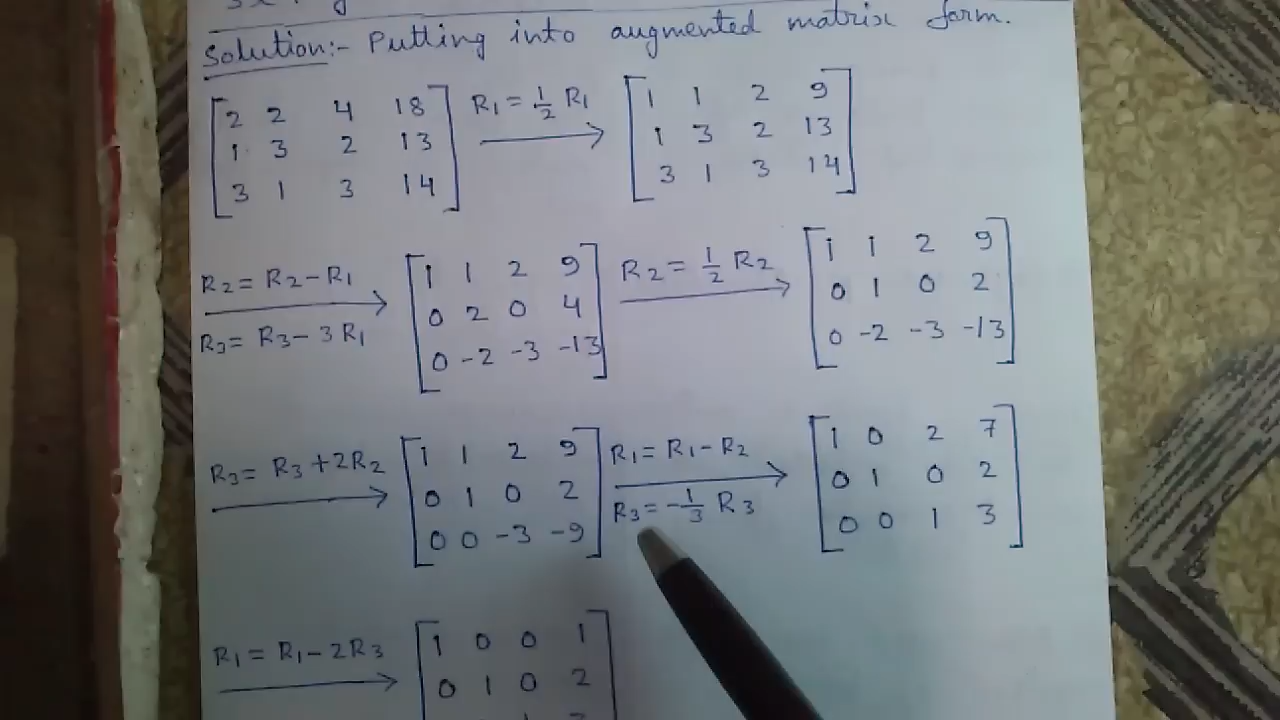 Solution:- Putting into augmented matrix form.
[2 2 4 18] R1 = 1/2 R1 [1 1 2 9]
[1 3 2 13] → [1 3 2 13]
[3 1 3 14] [3 1 3 14]
R2 = R2 - R1 [1 1 2 9] R2 = 1/2 R2 [1 1 2 9]
→ [0 2 0 4] → [0 1 0 2]
R3 = R3 - 3R1 [0 -2 -3 -13] [0 -2 -3 -13]
R3 = R3 + 2R2 [1 1 2 9] R1 = R1 - R2 [1 0 2 7]
→ [0 1 0 2] → [0 1 0 2]
[0 0 -3 -9] R3 = -1/3 R3 [0 0 1 3]
R1 = R1 - 2R3 [1 0 0 1]
→ [0 1 0 2]